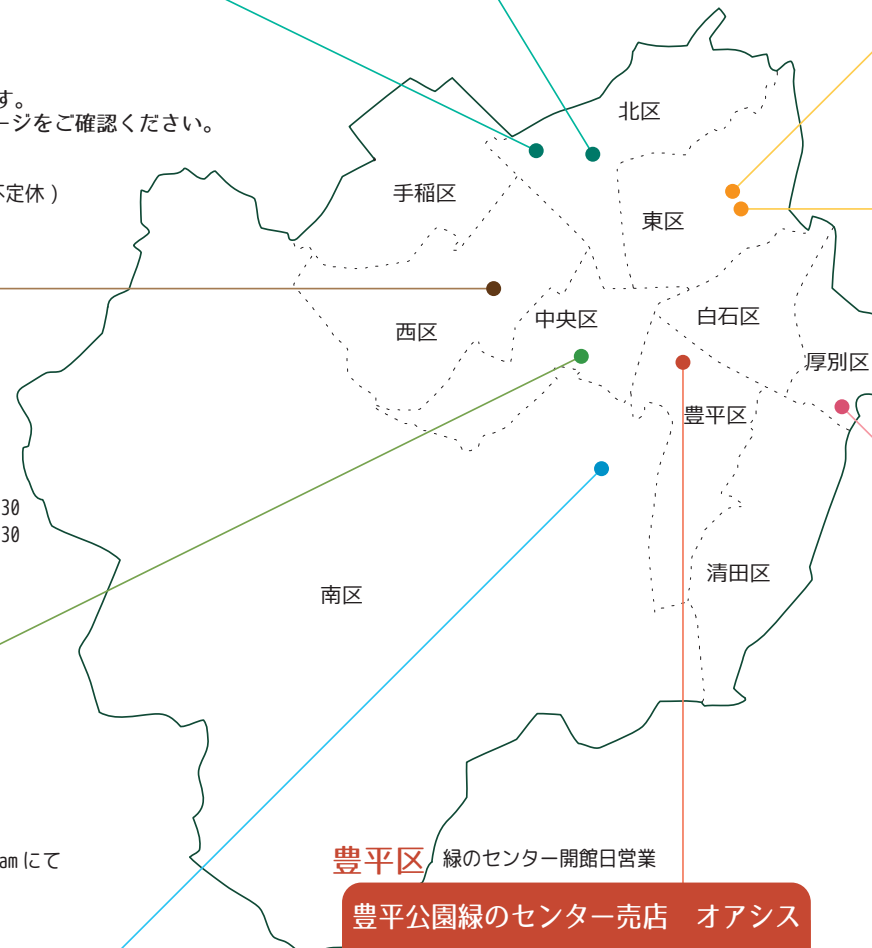 す。
ージをご確認ください。
不定休 )
北区
手稲区
東区
中央区
白石区
西区
厚別区
豊平区
30
30
清田区
南区
amにて
豊平区 緑のセンター開館日営業
豊平公園緑のセンター売店　オアシス